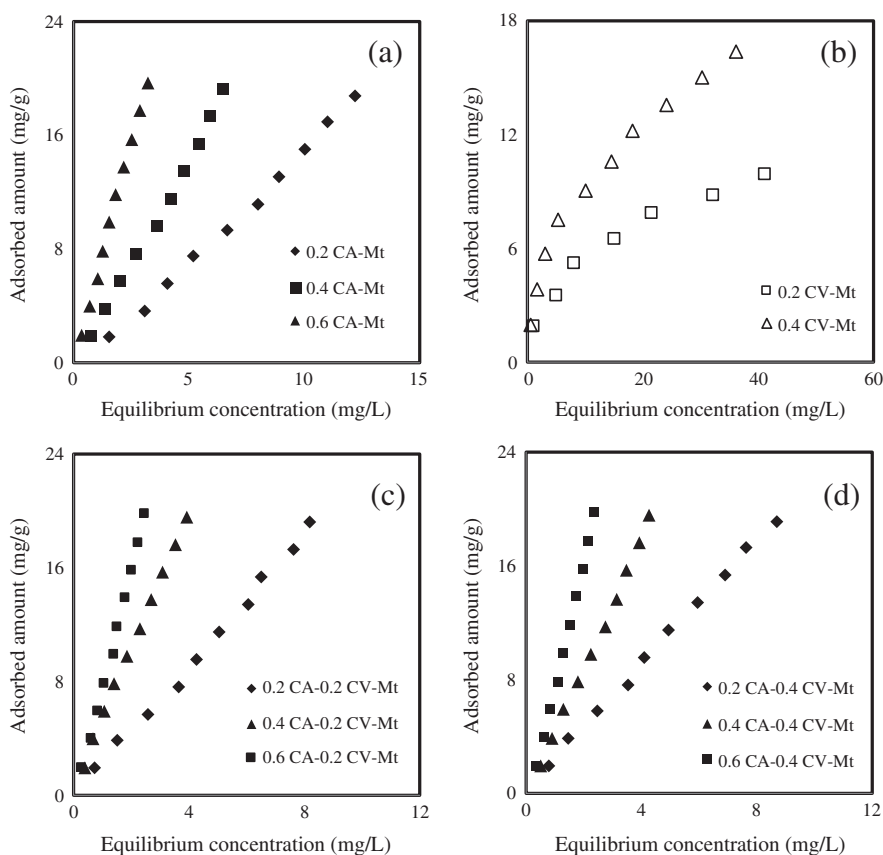 (a)
Adsorbed amount (mg/g)
24
16
8
0
0.2 CA-Mt
0.4 CA-Mt
0.6 CA-Mt
0 5 10 15
Equilibrium concentration (mg/L)
(b)
Adsorbed amount (mg/g)
18
12
6
0
0.2 CV-Mt
0.4 CV-Mt
0 20 40 60
Equilibrium concentration (mg/L)
(c)
Adsorbed amount (mg/g)
24
16
8
0
0.2 CA-0.2 CV-Mt
0.4 CA-0.2 CV-Mt
0.6 CA-0.2 CV-Mt
0 4 8 12
Equilibrium concentration (mg/L)
(d)
Adsorbed amount (mg/g)
24
16
8
0
0.2 CA-0.4 CV-Mt
0.4 CA-0.4 CV-Mt
0.6 CA-0.4 CV-Mt
0 4 8 12
Equilibrium concentration (mg/L)